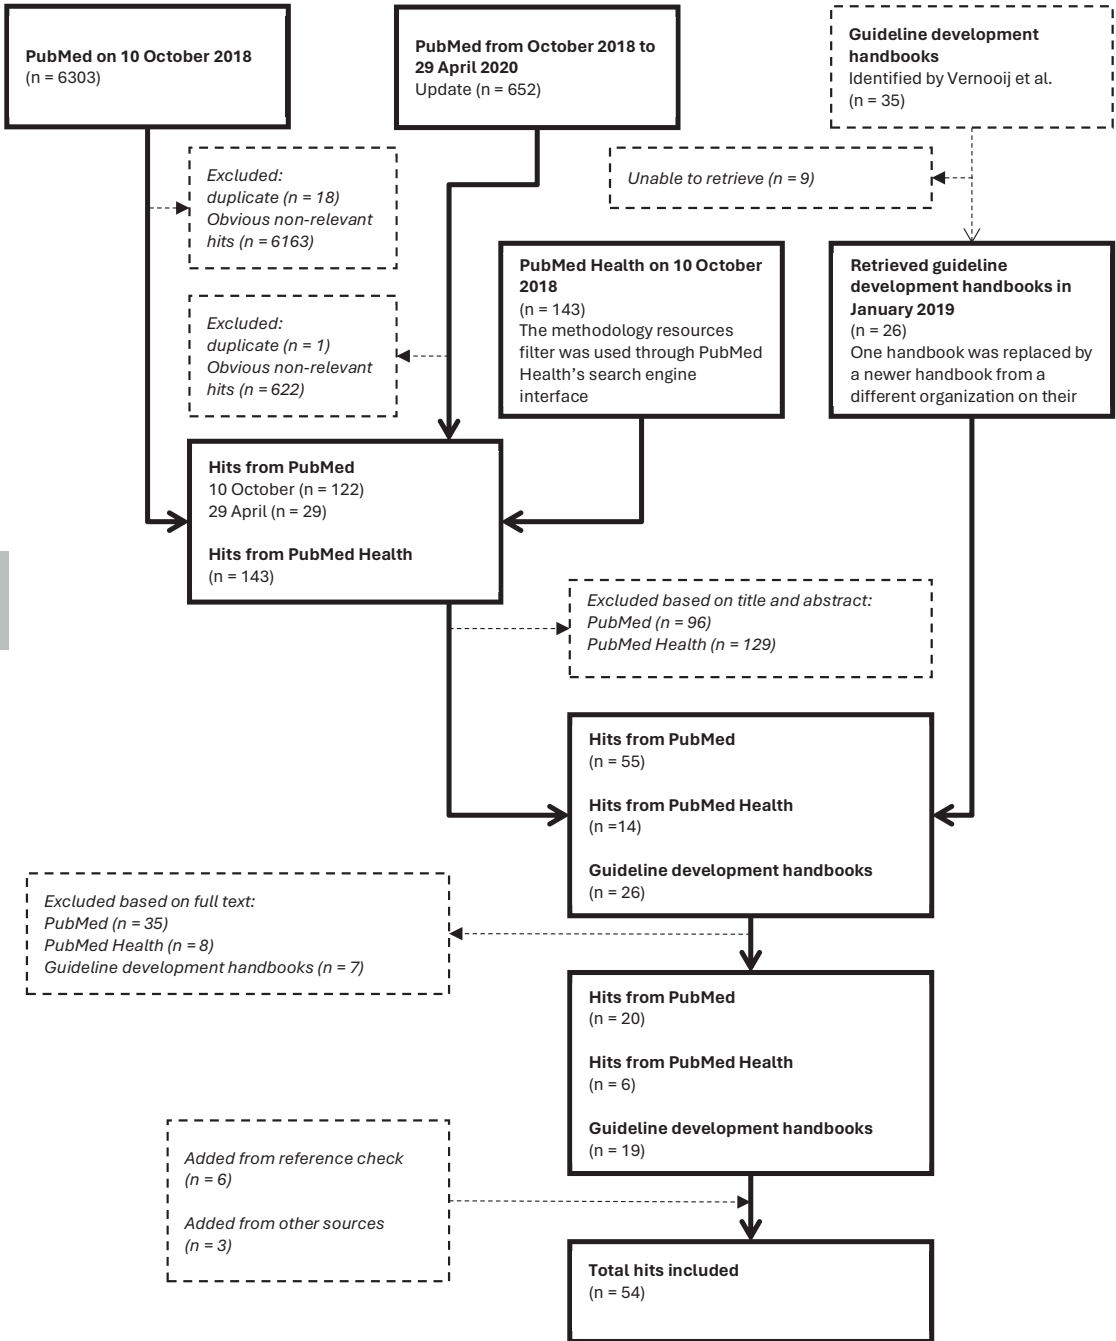 PubMed on 10 October 2018
(n = 6303)
PubMed from October 2018 to
29 April 2020
Update (n = 652)
Guideline development
handbooks
Identified by Vernooij et al.
(n = 35)
Excluded:
duplicate (n = 18)
Obvious non-relevant
hits (n = 6163)
Unable to retrieve (n = 9)
PubMed Health on 10 October
2018
(n = 143)
The methodology resources
filter was used through PubMed
Health's search engine
interface
Retrieved guideline
development handbooks in
January 2019
(n = 26)
One handbook was replaced by
a newer handbook from a
different organization on their
Excluded:
duplicate (n = 1)
Obvious non-relevant
hits (n = 622)
Hits from PubMed
10 October (n = 122)
29 April (n = 29)
Hits from PubMed Health
(n = 143)
Excluded based on title and abstract:
PubMed (n = 96)
PubMed Health (n = 129)
Hits from PubMed
(n = 55)
Hits from PubMed Health
(n =14)
Guideline development handbooks
(n = 26)
Excluded based on full text:
PubMed (n = 35)
PubMed Health (n = 8)
Guideline development handbooks (n = 7)
Hits from PubMed
(n = 20)
Hits from PubMed Health
(n = 6)
Guideline development handbooks
(n = 19)
Added from reference check
(n = 6)
Added from other sources
(n = 3)
Total hits included
(n = 54)